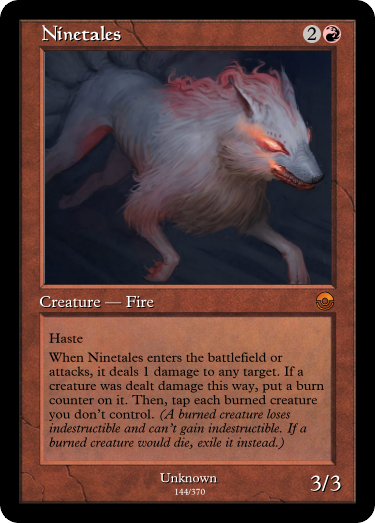 Ninetales 2
Creature — Fire
Haste
When Ninetales enters the battlefield or
attacks, it deals 1 damage to any target. If a
creature was dealt damage this way, put a burn
counter on it. Then, tap each burned creature
you don't control. (A burned creature loses
indestructible and can't gain indestructible. If a
burned creature would die, exile it instead.)
Unknown
144/370
3/3